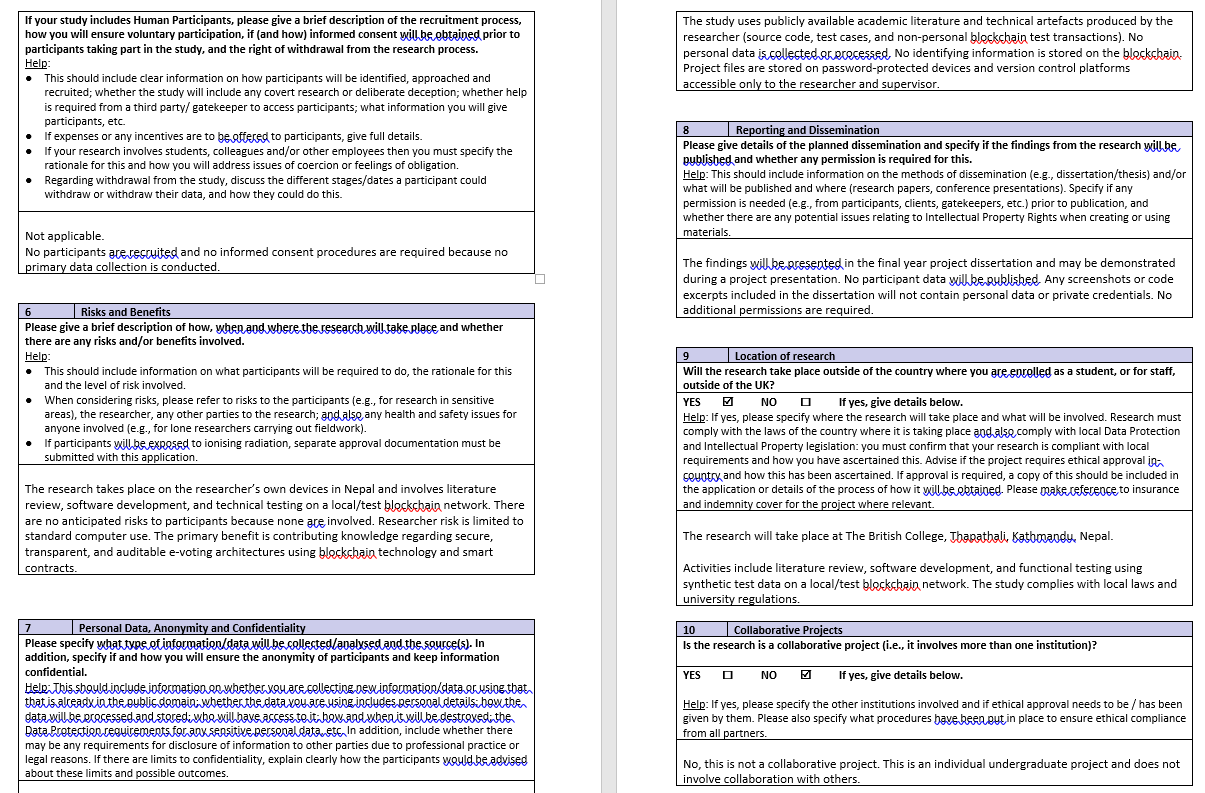 If your study includes Human Participants, please give a brief description of the recruitment process,
how you will ensure voluntary participation, if (and how) informed consent will be obtained prior to
participants taking part in the study, and the right of withdrawal from the research process.
Help:
● This should include clear information on how participants will be identified, approached and
recruited; whether the study will include any covert research or deliberate deception; whether help
is required from a third party/ gatekeeper to access participants; what information you will give
participants, etc.
● If expenses or any incentives are to be offered to participants, give full details.
● If your research involves students, colleagues and/or other employees then you must specify the
rationale for this and how you will address issues of coercion or feelings of obligation.
● Regarding withdrawal from the study, discuss the different stages/dates a participant could
withdraw or withdraw their data, and how they could do this.
Not applicable.
No participants are recruited and no informed consent procedures are required because no
primary data collection is conducted.
6 Risks and Benefits
Please give a brief description of how, when and where the research will take place and whether
there are any risks and/or benefits involved.
Help:
● This should include information on what participants will be required to do, the rationale for this
and the level of risk involved.
● When considering risks, please refer to risks to the participants (e.g., for research in sensitive
areas), the researcher, any other parties to the research; and also any health and safety issues for
anyone involved (e.g., for lone researchers carrying out fieldwork).
● If participants will be exposed to ionising radiation, separate approval documentation must be
submitted with this application.
The research takes place on the researcher’s own devices in Nepal and involves literature
review, software development, and technical testing on a local/test blockchain network. There
are no anticipated risks to participants because none are involved. Researcher risk is limited to
standard computer use. The primary benefit is contributing knowledge regarding secure,
transparent, and auditable e-voting architectures using blockchain technology and smart
contracts.
7 Personal Data, Anonymity and Confidentiality
Please specify what type of information/data will be collected/analysed and the source(s). In
addition, specify if and how you will ensure the anonymity of participants and keep information
confidential.
Help: This should include information on whether you are collecting new information/data or using that
that is already in the public domain; whether the data you are using includes personal details; how the
data will be processed and stored; who will have access to it; how and when it will be destroyed; the
Data Protection requirements for any sensitive personal data, etc. In addition, include whether there
may be any requirements for disclosure of information to other parties due to professional practice or
legal reasons. If there are limits to confidentiality, explain clearly how the participants would be advised
about these limits and possible outcomes.
The study uses publicly available academic literature and technical artefacts produced by the
researcher (source code, test cases, and non-personal blockchain test transactions). No
personal data is collected or processed. No identifying information is stored on the blockchain.
Project files are stored on password-protected devices and version control platforms
accessible only to the researcher and supervisor.
8 Reporting and Dissemination
Please give details of the planned dissemination and specify if the findings from the research will be
published and whether any permission is required for this.
Help: This should include information on the methods of dissemination (e.g., dissertation/thesis) and/or
what will be published and where (research papers, conference presentations). Specify if any
permission is needed (e.g., from participants, clients, gatekeepers, etc.) prior to publication, and
whether there are any potential issues relating to Intellectual Property Rights when creating or using
materials.
The findings will be presented in the final year project dissertation and may be demonstrated
during a project presentation. No participant data will be published. Any screenshots or code
excerpts included in the dissertation will not contain personal data or private credentials. No
additional permissions are required.
9 Location of research
Will the research take place outside of the country where you are enrolled as a student, or for staff,
outside of the UK?
YES ☑ NO ☐ If yes, give details below.
Help: If yes, please specify where the research will take place and what will be involved. Research must
comply with the laws of the country where it is taking place and also comply with local Data Protection
and Intellectual Property legislation: you must confirm that your research is compliant with local
requirements and how you have ascertained this. Advise if the project requires ethical approval in-
country and how this has been ascertained. If approval is required, a copy of this should be included in
the application or details of the process of how it will be obtained. Please make reference to insurance
and indemnity cover for the project where relevant.
The research will take place at The British College, Thapathali, Kathmandu, Nepal.
Activities include literature review, software development, and functional testing using
synthetic test data on a local/test blockchain network. The study complies with local laws and
university regulations.
10 Collaborative Projects
Is the research is a collaborative project (i.e., it involves more than one institution)?
YES ☐ NO ☑ If yes, give details below.
Help: If yes, please specify the other institutions involved and if ethical approval needs to be / has been
given by them. Please also specify what procedures have been put in place to ensure ethical compliance
from all partners.
No, this is not a collaborative project. This is an individual undergraduate project and does not
involve collaboration with others.